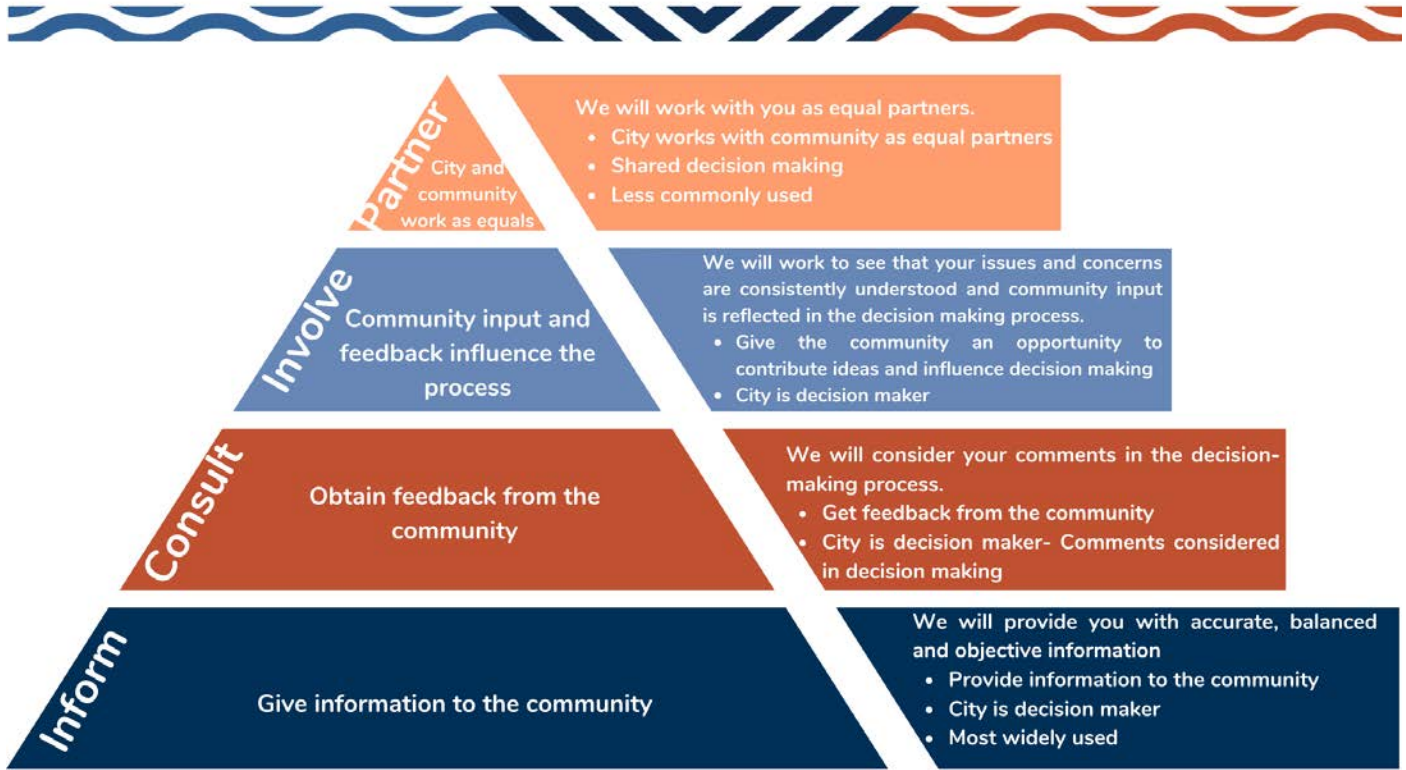 Partner
City and
community
work as equals
We will work with you as equal partners.
• City works with community as equal partners
• Shared decision making
• Less commonly used
Involve
Community input and
feedback influence the
process
We will work to see that your issues and concerns
are consistently understood and community input
is reflected in the decision making process.
• Give the community an opportunity to
contribute ideas and influence decision making
• City is decision maker
Consult
Obtain feedback from the
community
We will consider your comments in the decision-
making process.
• Get feedback from the community
• City is decision maker- Comments considered
in decision making
Inform
Give information to the community
We will provide you with accurate, balanced
and objective information
• Provide information to the community
• City is decision maker
• Most widely used